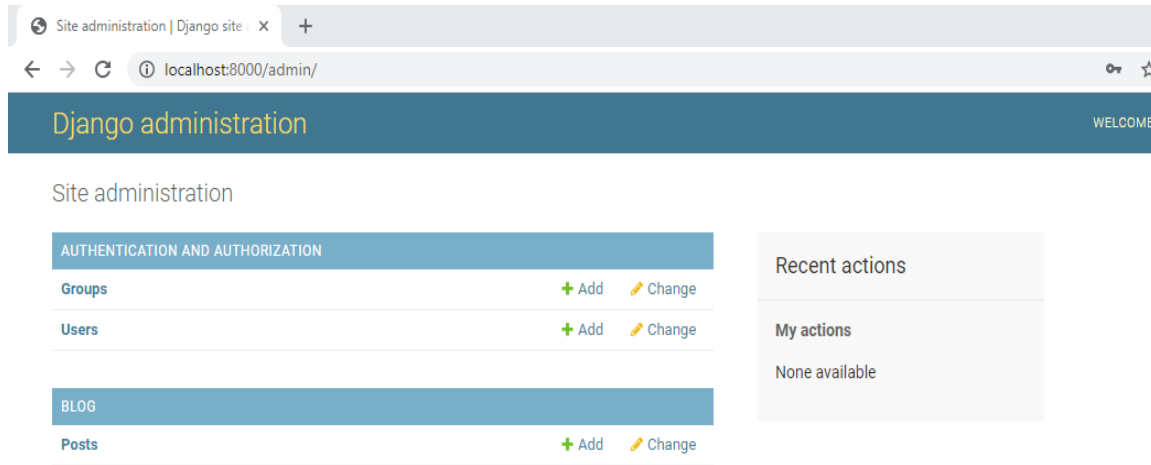 Site administration | Django site
localhost:8000/admin/
Django administration
WELCOME
Site administration
AUTHENTICATION AND AUTHORIZATION
Groups Add Change
Users Add Change
BLOG
Posts Add Change
Recent actions
My actions
None available